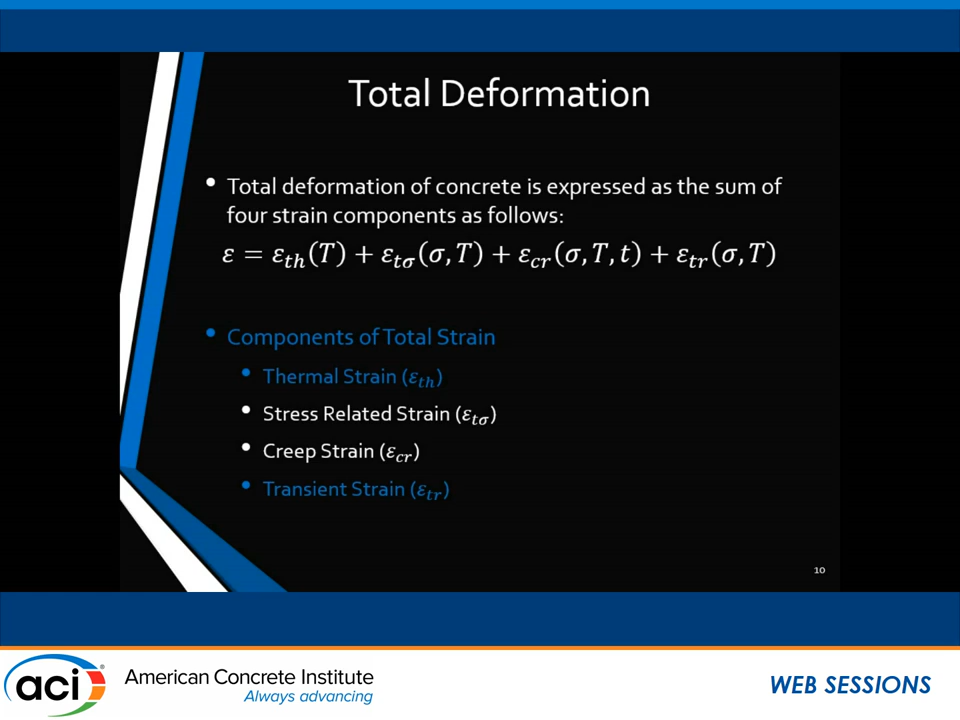 Total Deformation
• Total deformation of concrete is expressed as the sum of
four strain components as follows:
ε = ε_th(T) + ε_tσ(σ, T) + ε_cr(σ, T, t) + ε_tr(σ, T)
• Components of Total Strain
• Thermal Strain (ε_th)
• Stress Related Strain (ε_tσ)
• Creep Strain (ε_cr)
• Transient Strain (ε_tr)
10
aci®
American Concrete Institute
Always advancing
WEB SESSIONS